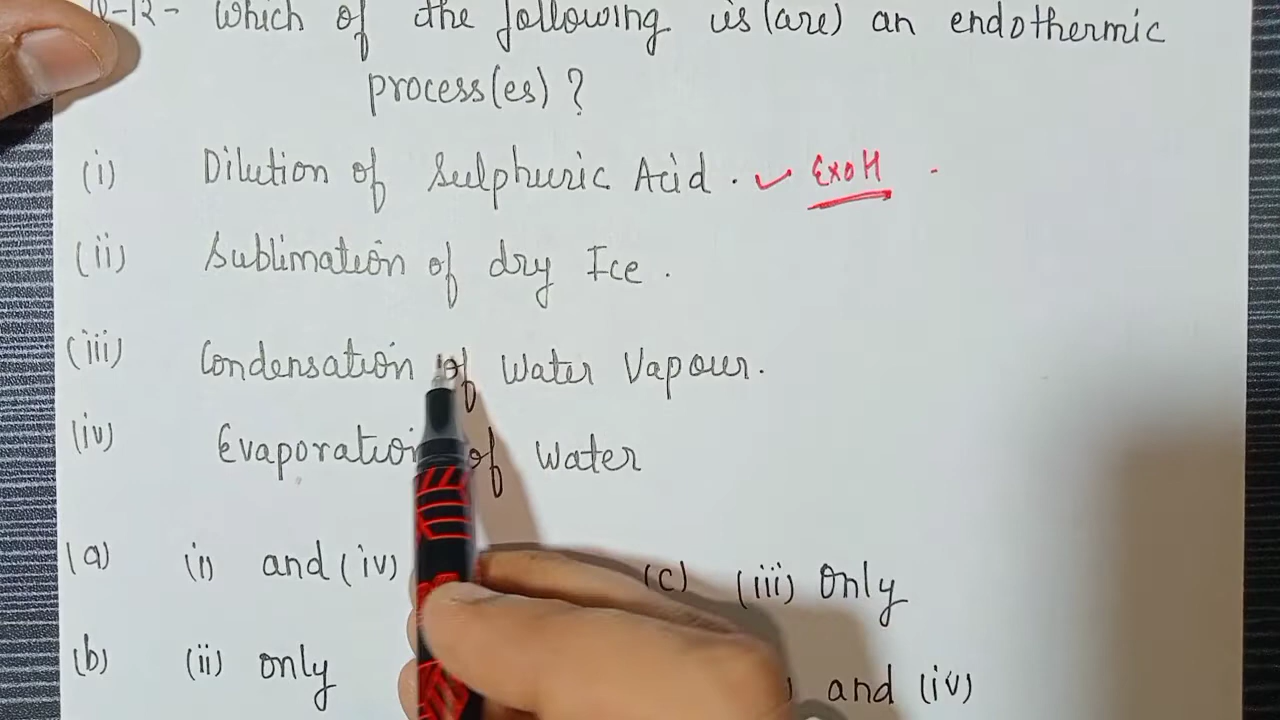 which of the following is (are) an endothermic
process(es) ?
(i) Dilution of Sulphuric Acid . ✓ ExoH .
(ii) Sublimation of dry Ice .
(iii) Condensation of Water Vapour.
(iv) Evaporation of Water
(a) (i) and (iv)
(c) (iii) Only
(b) (ii) only
and (iv)